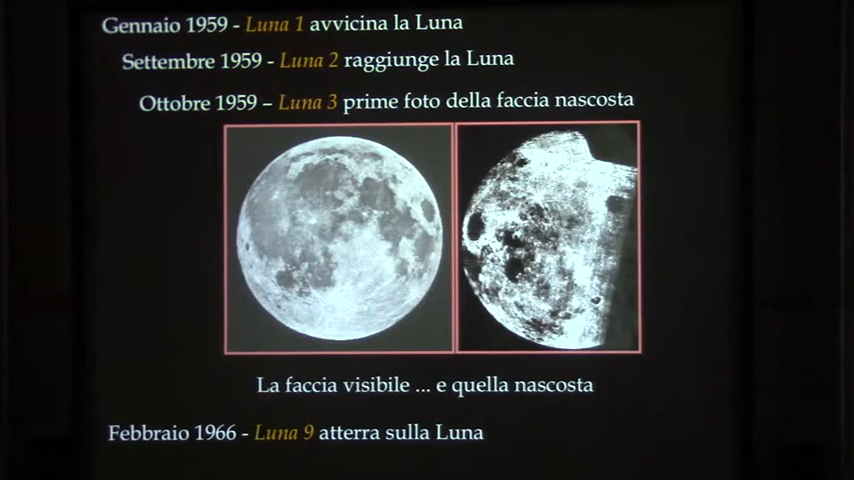 Gennaio 1959 - Luna 1 avvicina la Luna
Settembre 1959 - Luna 2 raggiunge la Luna
Ottobre 1959 – Luna 3 prime foto della faccia nascosta
La faccia visibile ... e quella nascosta
Febbraio 1966 - Luna 9 atterra sulla Luna